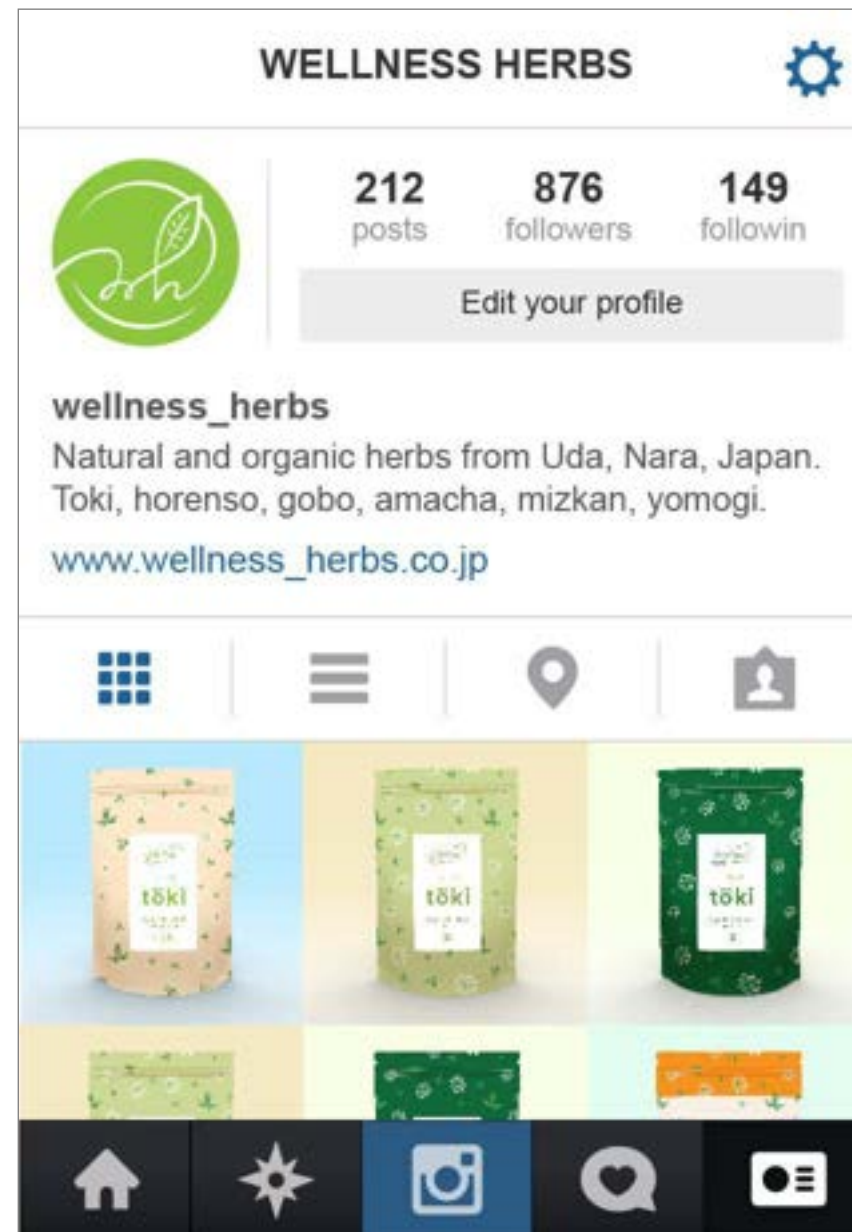 WELLNESS HERBS
212 876 149
posts followers followin
Edit your profile
wellness_herbs
Natural and organic herbs from Uda, Nara, Japan.
Toki, horenso, gobo, amacha, mizkan, yomogi.
www.wellness_herbs.co.jp
tōki tōki tōki